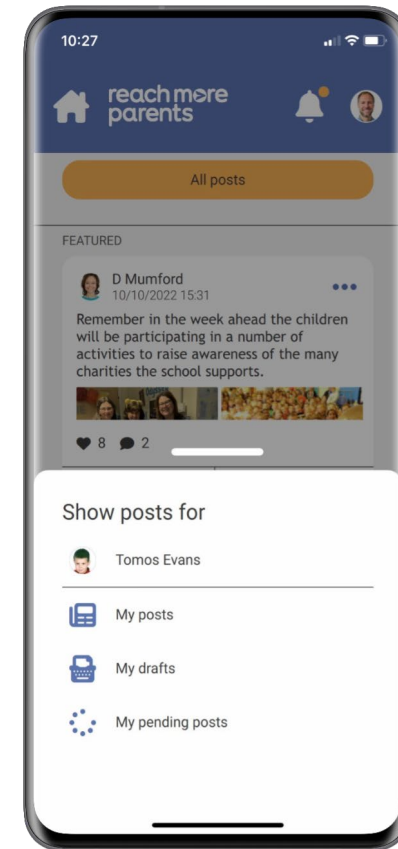 10:27
reach more
parents
All posts
FEATURED
D Mumford
10/10/2022 15:31
Remember in the week ahead the children
will be participating in a number of
activities to raise awareness of the many
charities the school supports.
8 2
Show posts for
Tomos Evans
My posts
My drafts
My pending posts